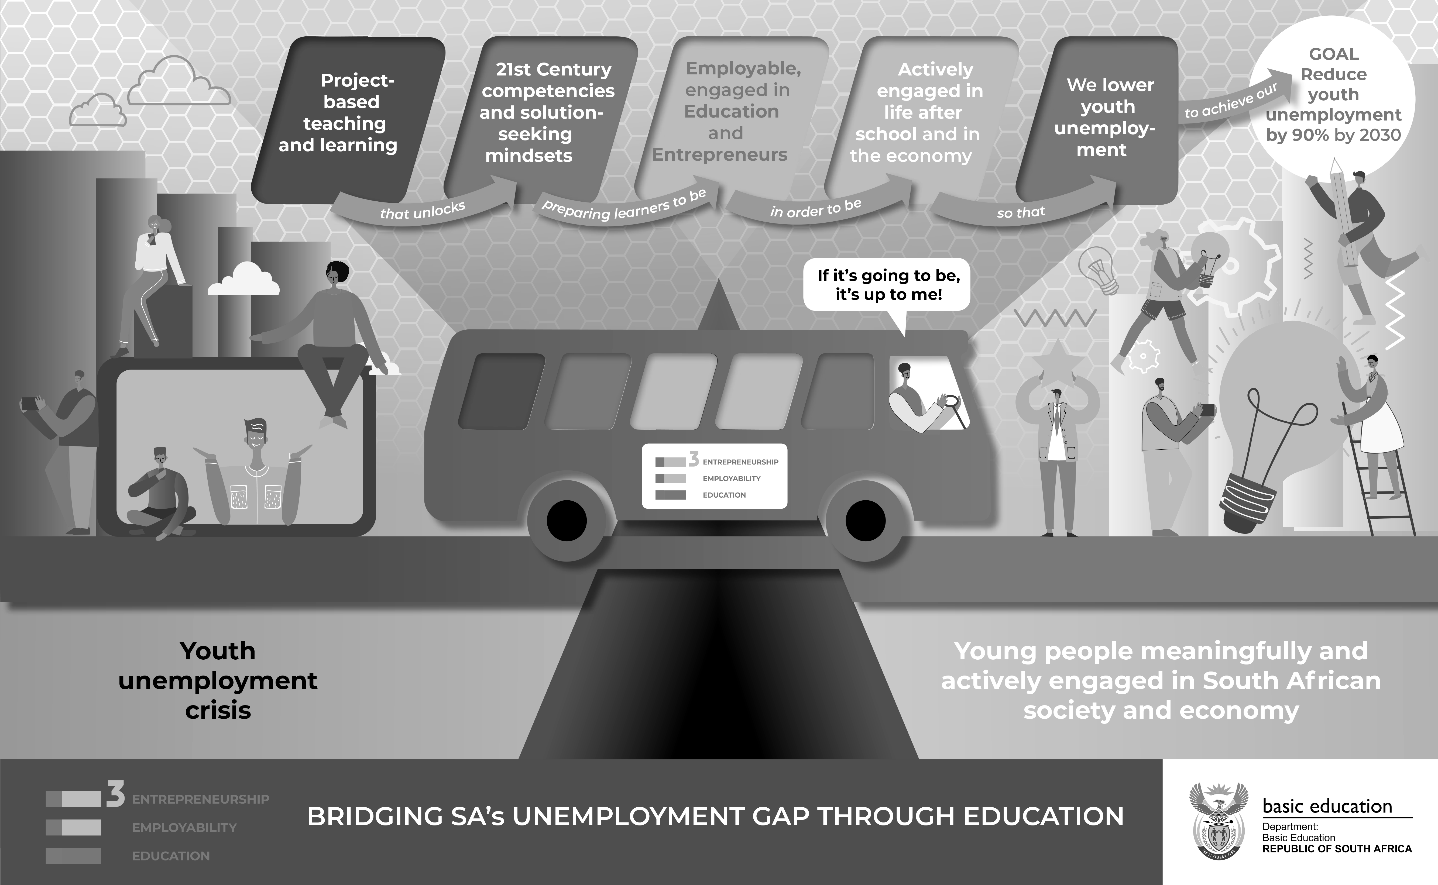 Project-
based
teaching
and learning
that unlocks
21st Century
competencies
and solution-
seeking
mindsets
preparing learners to be
Employable,
engaged in
Education
and
Entrepreneurs
in order to be
Actively
engaged in
life after
school and in
the economy
so that
We lower
youth
unemploy-
ment
to achieve our
GOAL
Reduce
youth
unemployment
by 90% by 2030
If it's going to be,
it's up to me!
3 ENTREPRENEURSHIP
EMPLOYABILITY
EDUCATION
Youth
unemployment
crisis
Young people meaningfully and
actively engaged in South African
society and economy
3 ENTREPRENEURSHIP
EMPLOYABILITY
EDUCATION
BRIDGING SA's UNEMPLOYMENT GAP THROUGH EDUCATION
basic education
Department:
Basic Education
REPUBLIC OF SOUTH AFRICA